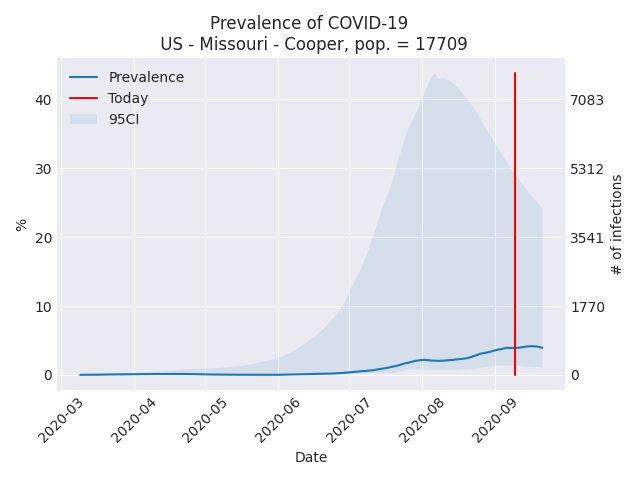 Prevalence of COVID-19
US - Missouri - Cooper, pop. = 17709
Prevalence
Today
95CI
%
40
30
20
10
0
7083
5312
3541
1770
0
# of infections
2020-03
2020-04
2020-05
2020-06
2020-07
2020-08
2020-09
Date